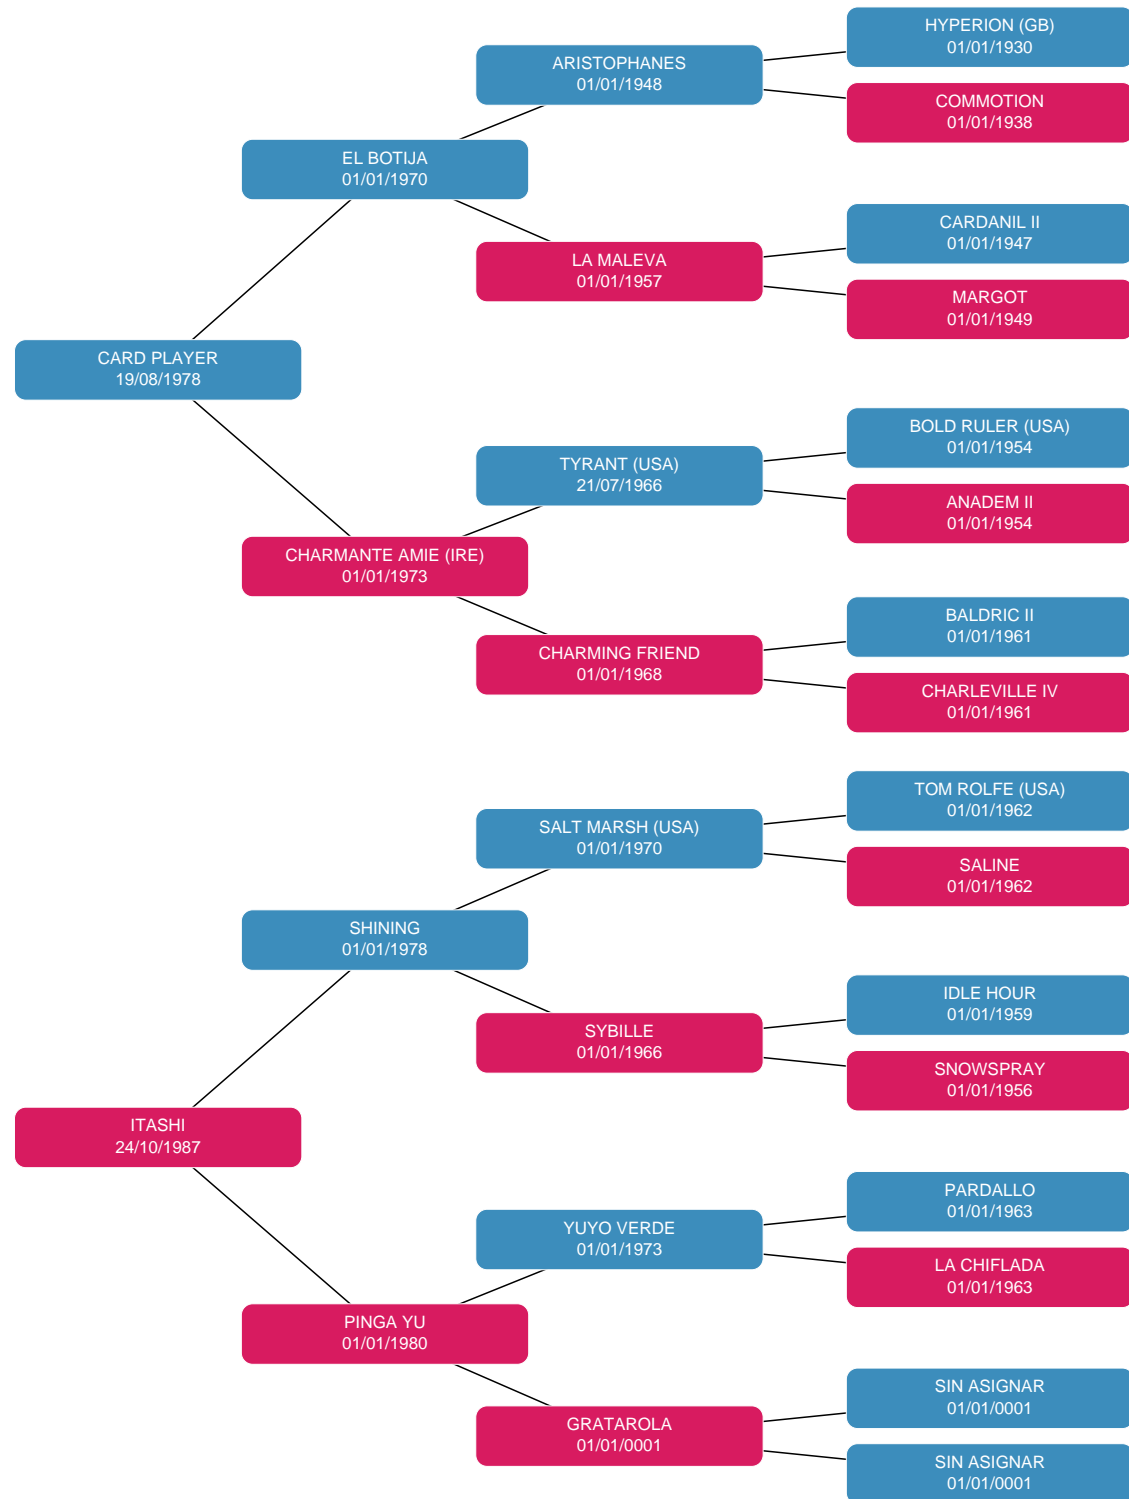 HYPERION (GB)
01/01/1930
ARISTOPHANES
01/01/1948
COMMOTION
01/01/1938
EL BOTIJA
01/01/1970
CARDANIL II
01/01/1947
LA MALEVA
01/01/1957
MARGOT
01/01/1949
CARD PLAYER
19/08/1978
BOLD RULER (USA)
01/01/1954
TYRANT (USA)
21/07/1966
ANADEM II
01/01/1954
CHARMANTE AMIE (IRE)
01/01/1973
BALDRIC II
01/01/1961
CHARMING FRIEND
01/01/1968
CHARLEVILLE IV
01/01/1961
TOM ROLFE (USA)
01/01/1962
SALT MARSH (USA)
01/01/1970
SALINE
01/01/1962
SHINING
01/01/1978
IDLE HOUR
01/01/1959
SYBILLE
01/01/1966
SNOWSPRAY
01/01/1956
ITASHI
24/10/1987
PARDALLO
01/01/1963
YUYO VERDE
01/01/1973
LA CHIFLADA
01/01/1963
PINGA YU
01/01/1980
SIN ASIGNAR
01/01/0001
GRATAROLA
01/01/0001
SIN ASIGNAR
01/01/0001